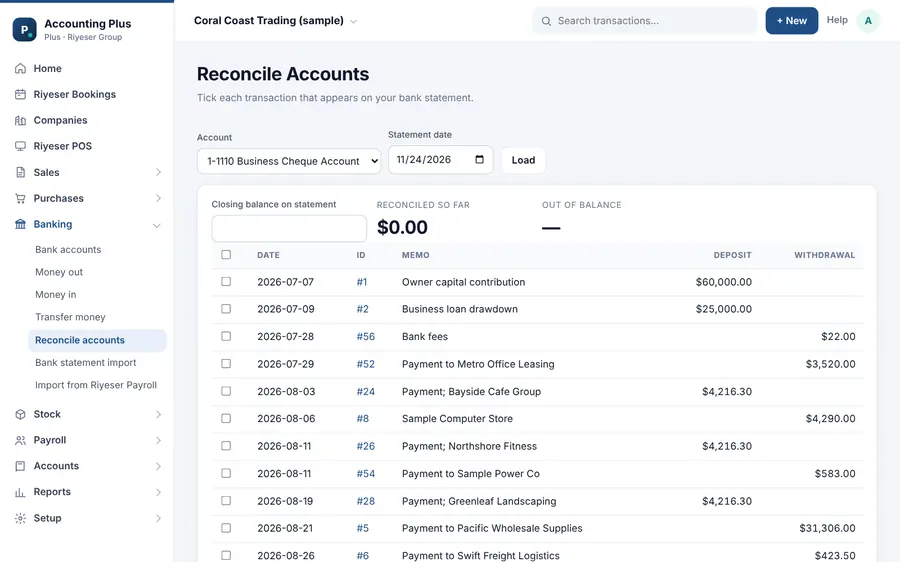 P
Accounting Plus
Plus · Riyeser Group
Home
Riyeser Bookings
Companies
Riyeser POS
Sales
Purchases
Banking
Bank accounts
Money out
Money in
Transfer money
Reconcile accounts
Bank statement import
Import from Riyeser Payroll
Stock
Payroll
Accounts
Reports
Setup
Coral Coast Trading (sample)
Search transactions...
+ New
Help
A
Reconcile Accounts
Tick each transaction that appears on your bank statement.
Account
Statement date
1-1110 Business Cheque Account
11/24/2026
Load
Closing balance on statement
RECONCILED SO FAR
OUT OF BALANCE
$0.00
—
DATE ID MEMO DEPOSIT WITHDRAWAL
2026-07-07 #1 Owner capital contribution $60,000.00
2026-07-09 #2 Business loan drawdown $25,000.00
2026-07-28 #56 Bank fees $22.00
2026-07-29 #52 Payment to Metro Office Leasing $3,520.00
2026-08-03 #24 Payment; Bayside Cafe Group $4,216.30
2026-08-06 #8 Sample Computer Store $4,290.00
2026-08-11 #26 Payment; Northshore Fitness $4,216.30
2026-08-11 #54 Payment to Sample Power Co $583.00
2026-08-19 #28 Payment; Greenleaf Landscaping $4,216.30
2026-08-21 #5 Payment to Pacific Wholesale Supplies $31,306.00
2026-08-26 #6 Payment to Swift Freight Logistics $423.50